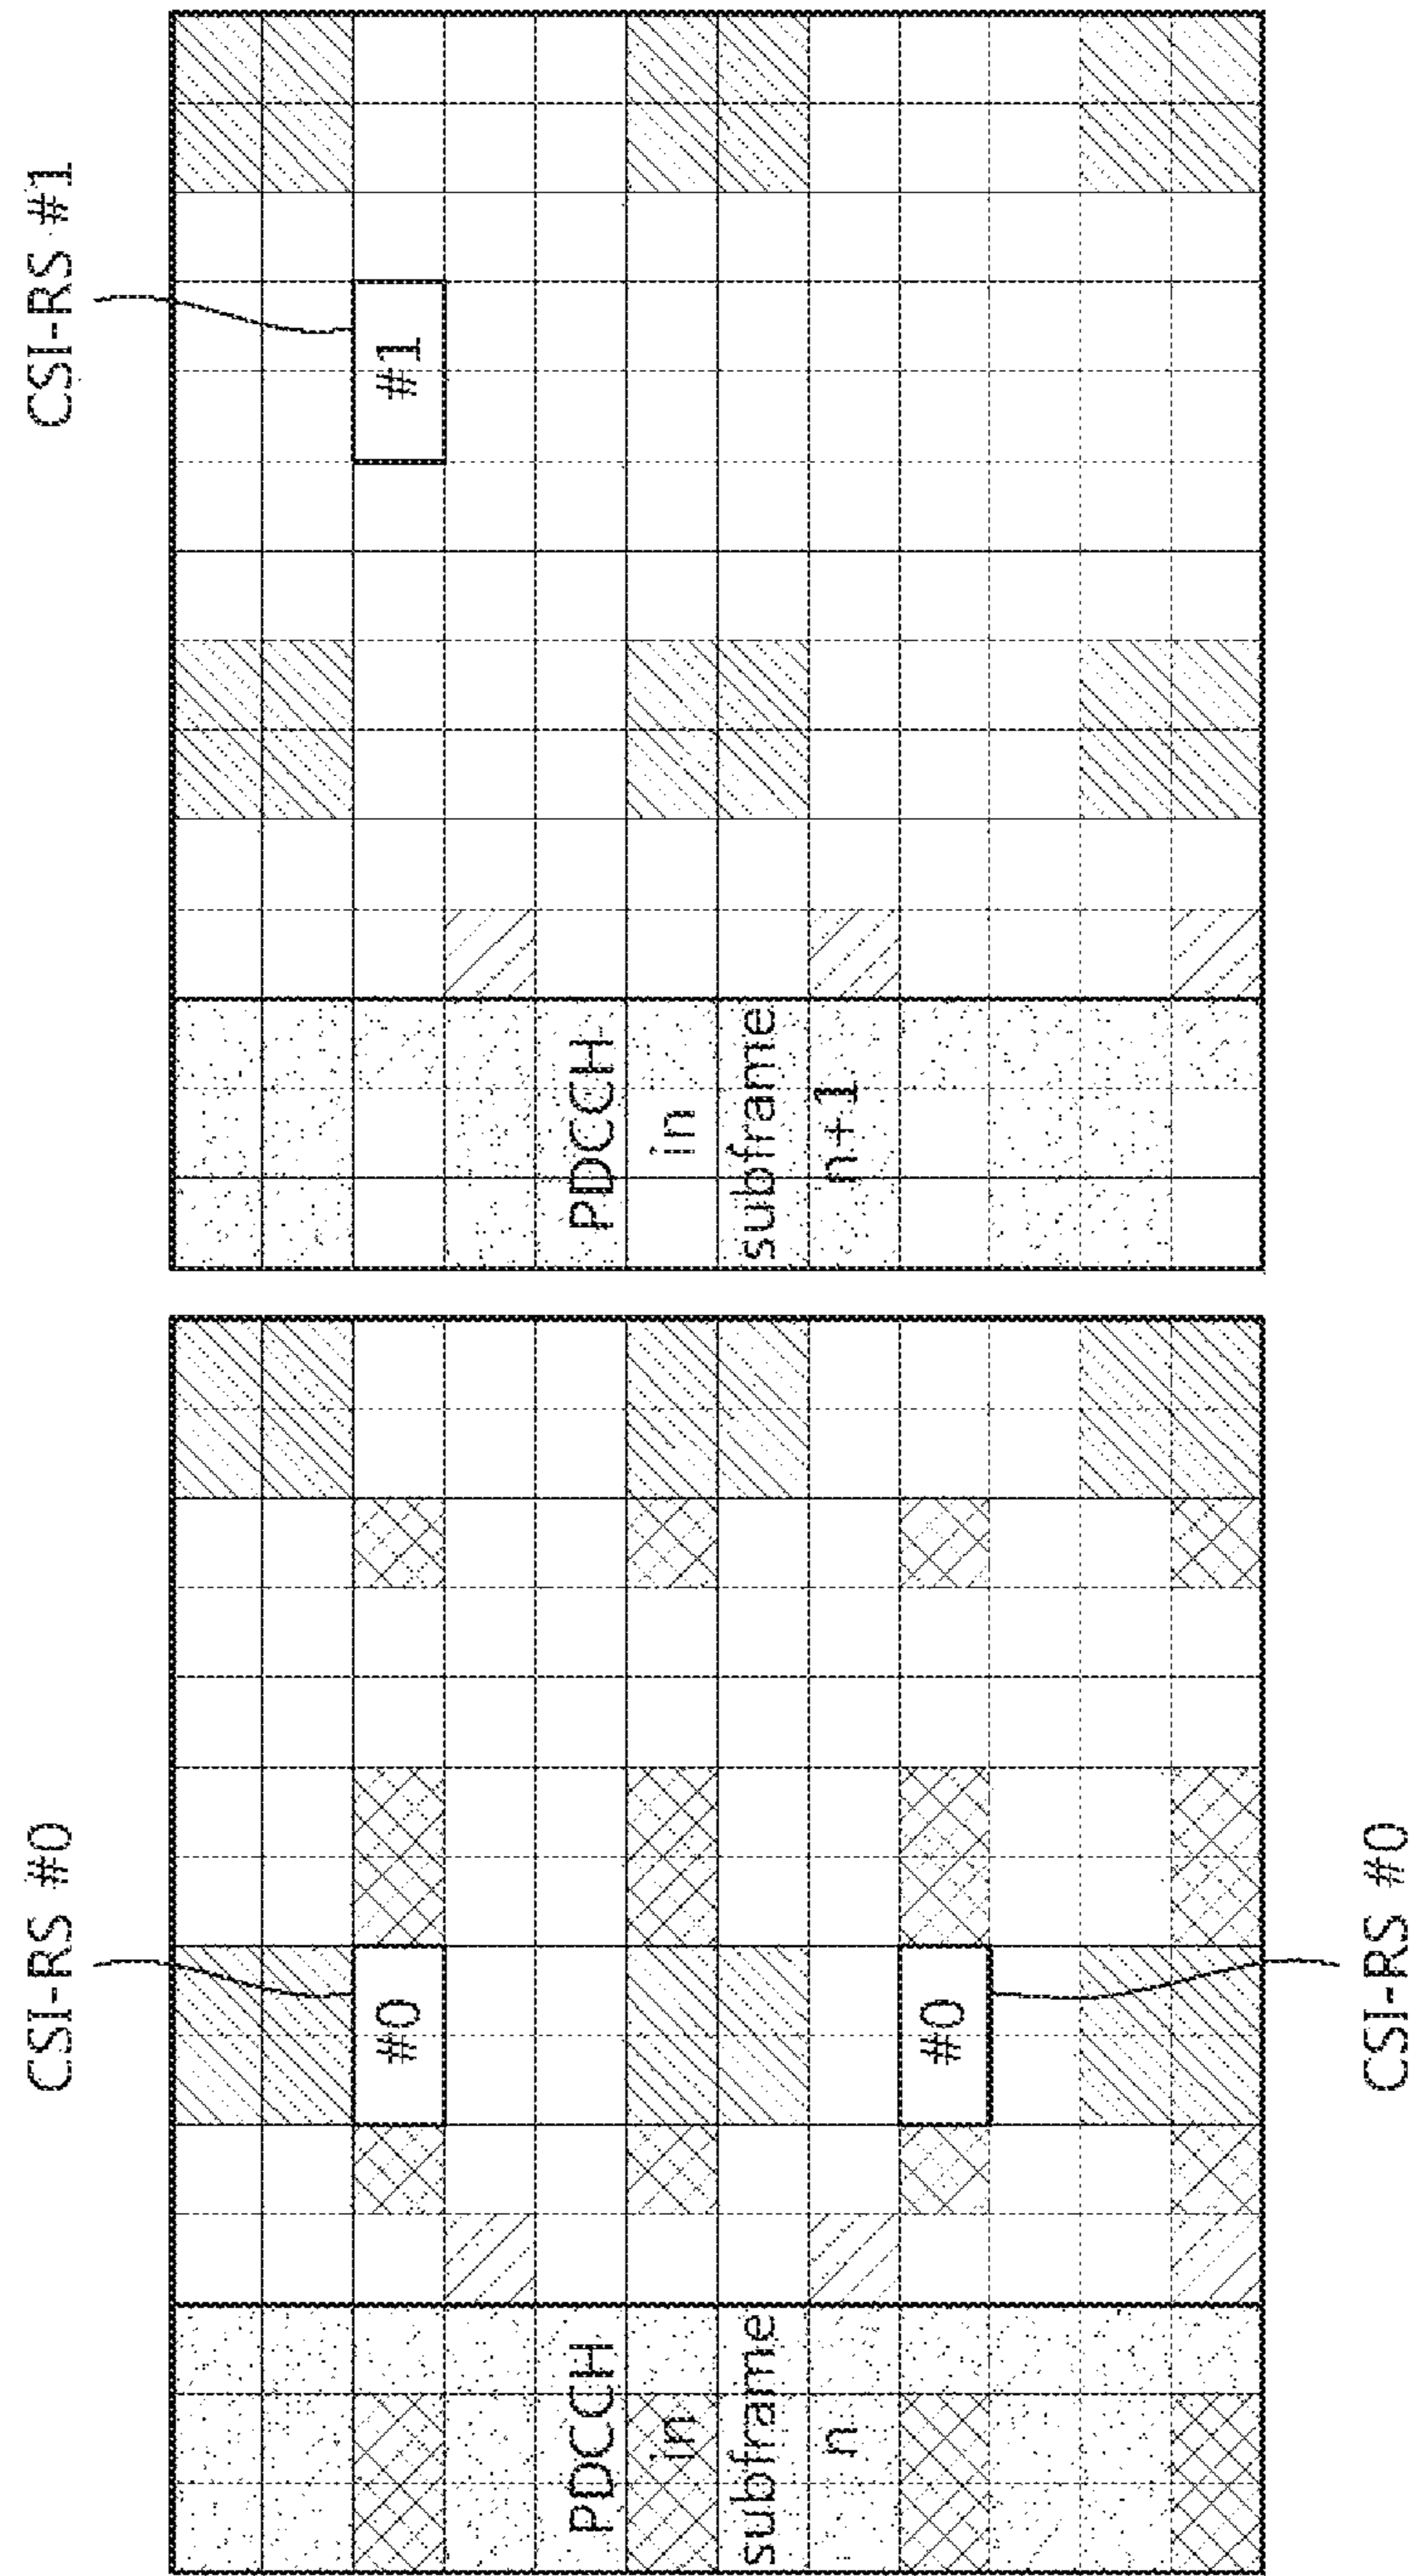 CSI-RS #0
CSI-RS #1
PDCCH
in
subframe
n
#0
#0
PDCCH
in
subframe
n+1
#1
CSI-RS #0